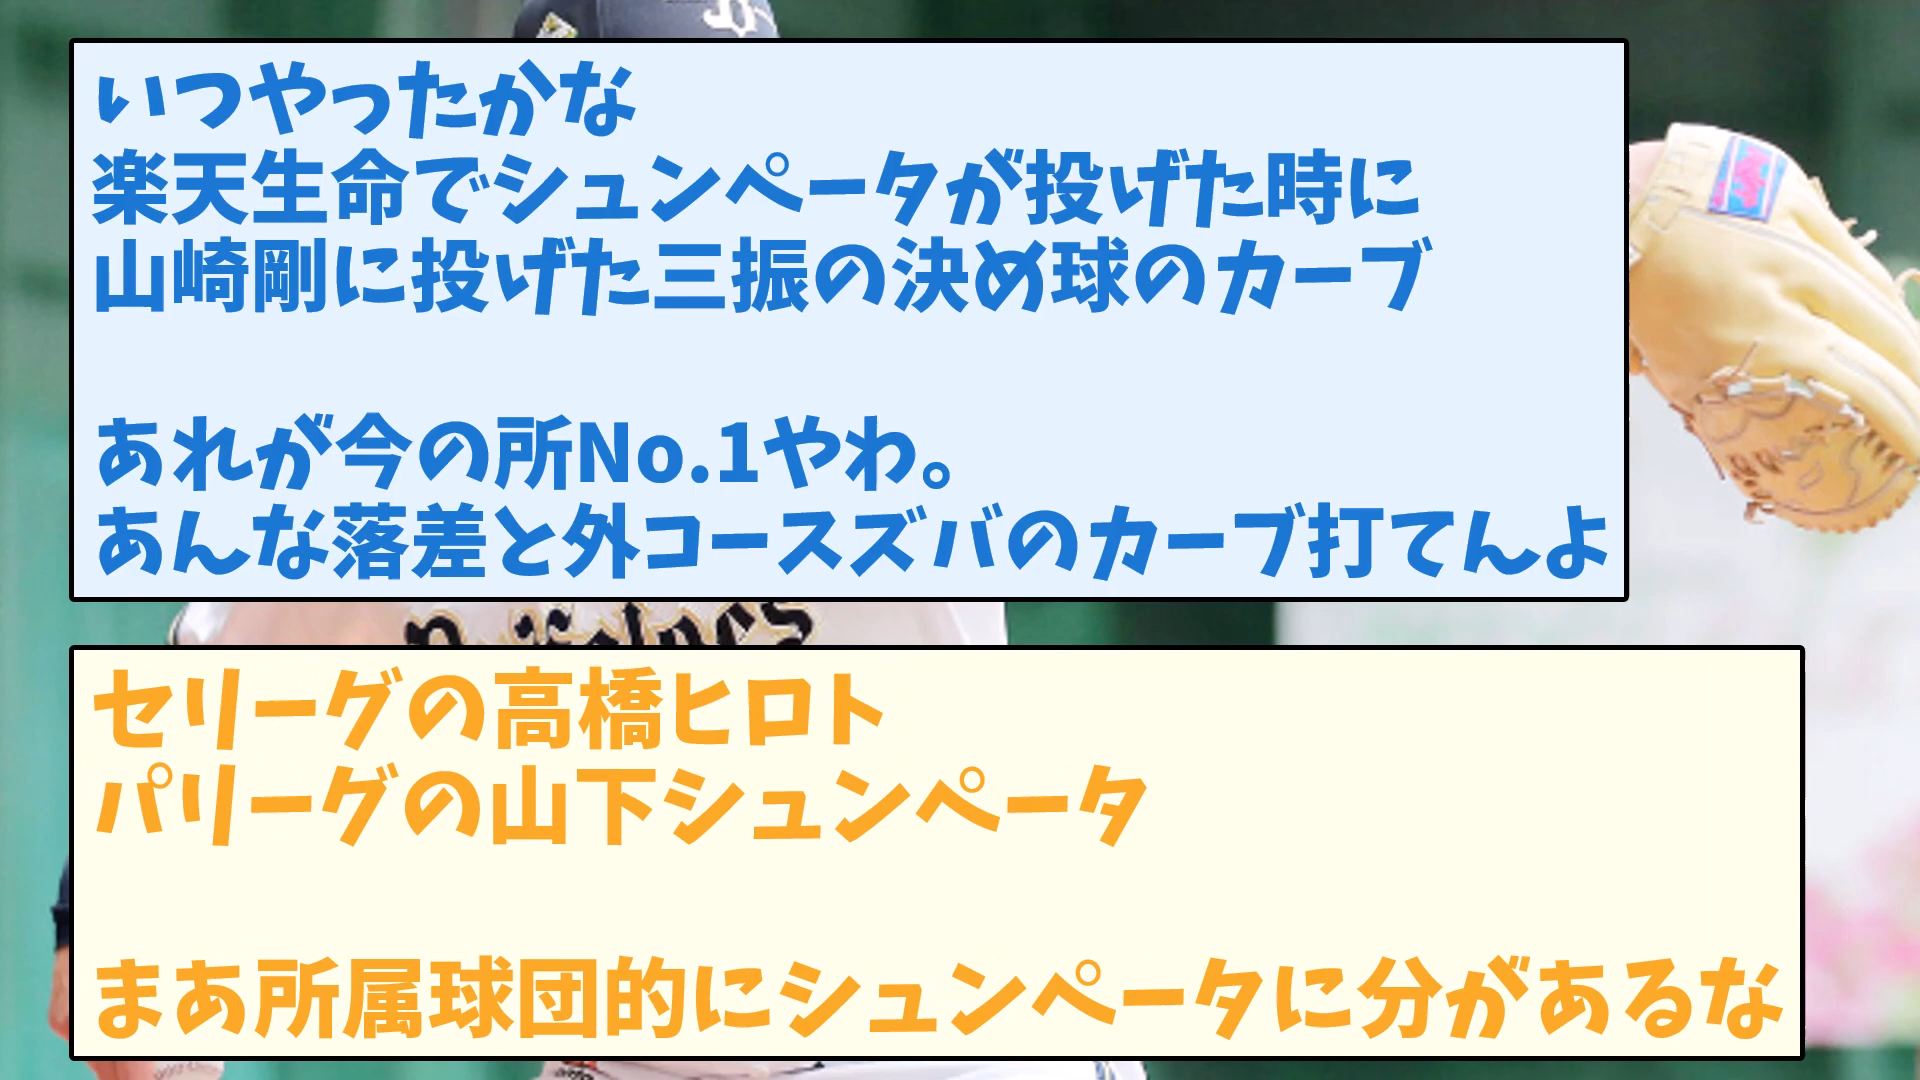 いつやったかな
楽天生命でシュンペータが投げた時に
山崎剛に投げた三振の決め球のカーブ
あれが今の所No.1やわ。
あんな落差と外コースズバのカーブ打てんよ
セリーグの高橋ヒロト
パリーグの山下シュンペータ
まあ所属球団的にシュンペータに分があるな